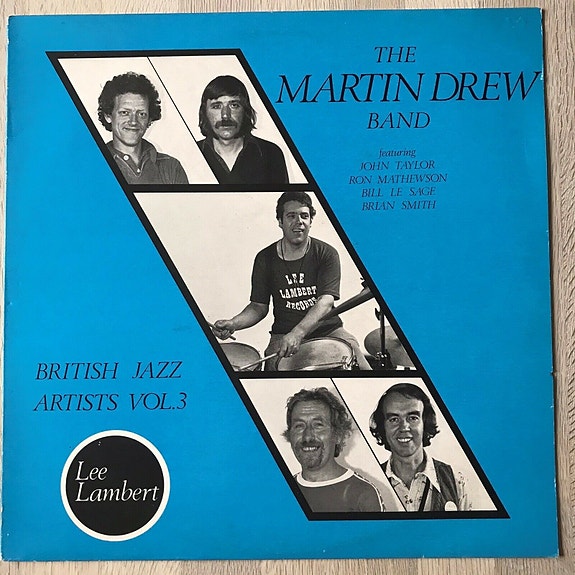 THE
MARTIN DREW
BAND
featuring
JOHN TAYLOR
RON MATHEWSON
BILL LE SAGE
BRIAN SMITH
LEE
LAMBERT
RECORDS
BRITISH JAZZ
ARTISTS VOL.3
Lee
Lambert